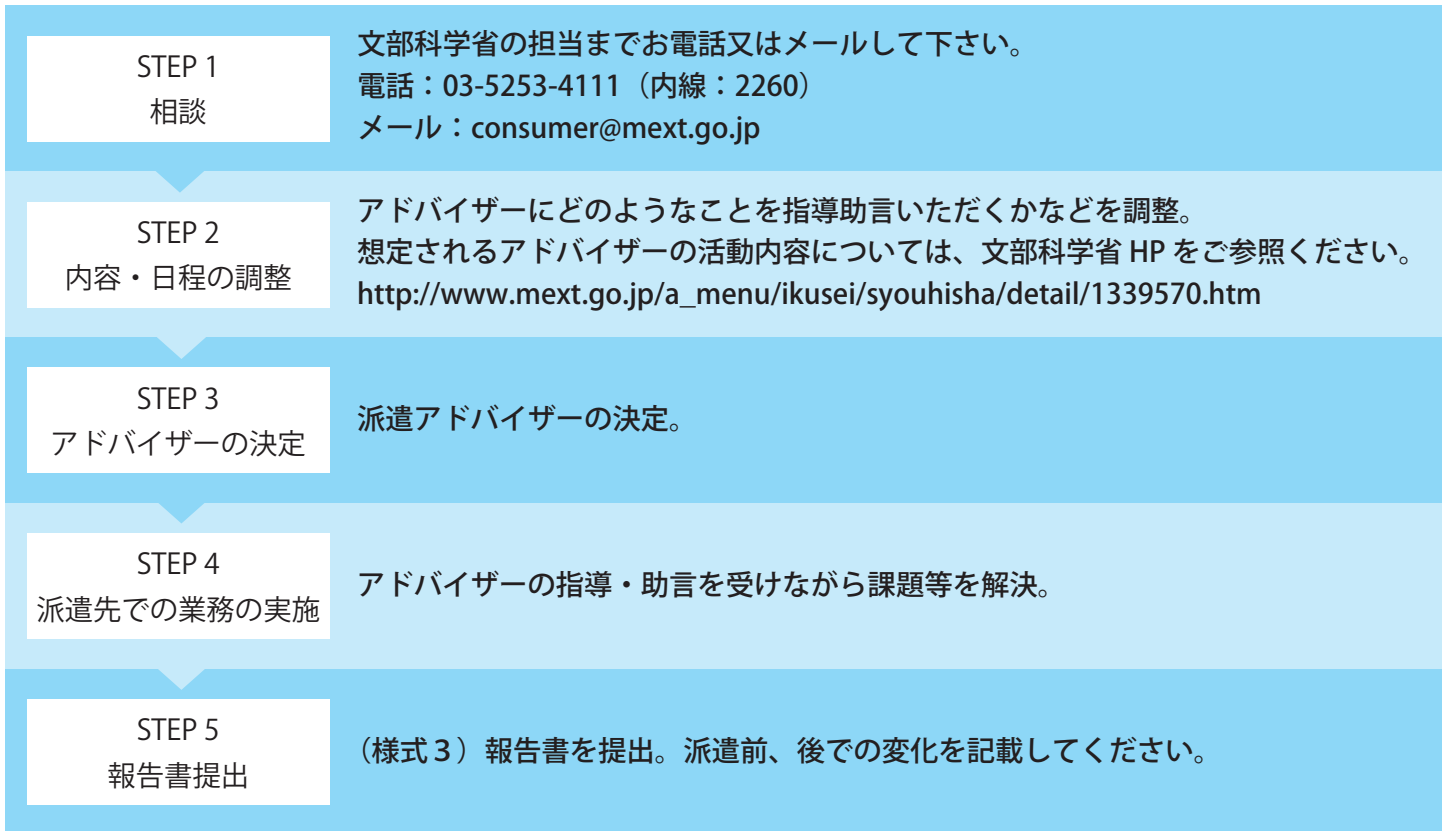 STEP 1
相談
文部科学省の担当までお電話又はメールして下さい。
電話：03-5253-4111（内線：2260）
メール：consumer@mext.go.jp
STEP 2
内容・日程の調整
アドバイザーにどのようなことを指導助言いただくかなどを調整。
想定されるアドバイザーの活動内容については、文部科学省 HP をご参照ください。
http://www.mext.go.jp/a_menu/ikusei/syouhisha/detail/1339570.htm
STEP 3
アドバイザーの決定
派遣アドバイザーの決定。
STEP 4
派遣先での業務の実施
アドバイザーの指導・助言を受けながら課題等を解決。
STEP 5
報告書提出
（様式３）報告書を提出。派遣前、後での変化を記載してください。